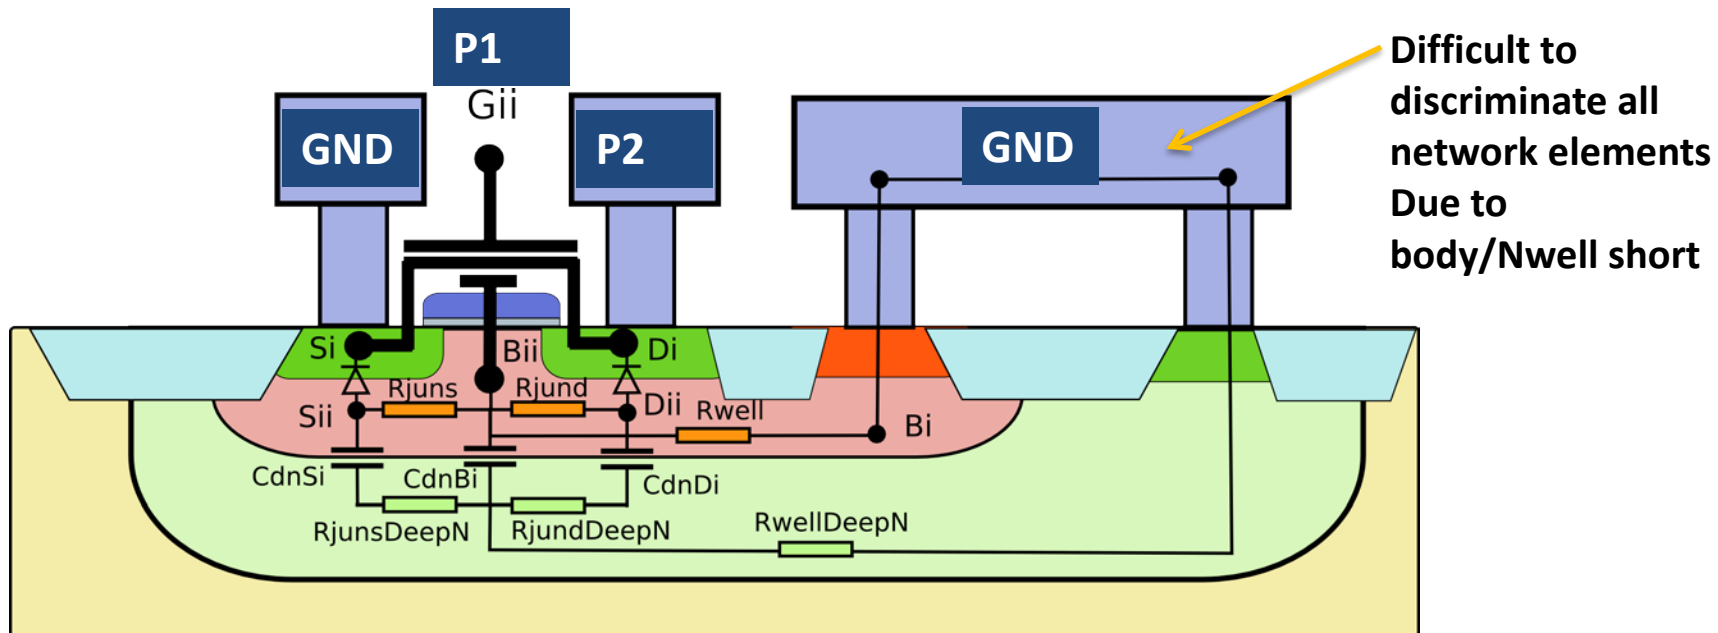 P1
Gii
GND
P2
GND
Difficult to
discriminate all
network elements
Due to
body/Nwell short
Si
Bii
Di
Rjuns
Rjund
Sii
Dii
Rwell
Bi
CdnSi
CdnBi
CdnDi
RjunsDeepN
RjundDeepN
RwellDeepN